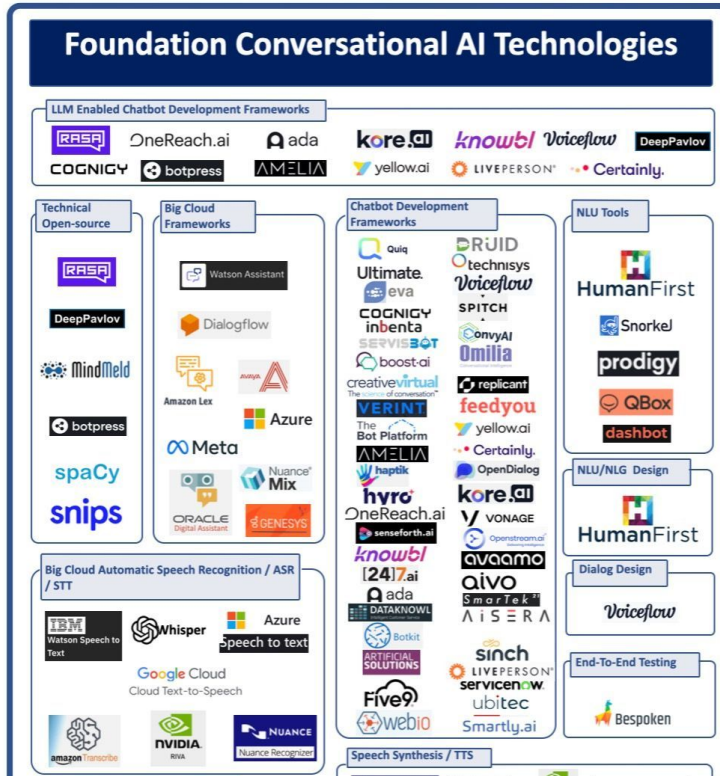 Foundation Conversational AI Technologies
LLM Enabled Chatbot Development Frameworks
RASA OneReach.ai ada kore.ai knowbl Voiceflow DeepPavlov
COGNIGY botpress AMELIA yellow.ai LIVEPERSON Certainly.
Technical
Open-source
RASA
DeepPavlov
MindMeld
botpress
spaCy
snips
Big Cloud
Frameworks
Watson Assistant
Dialogflow
Amazon Lex
AVAYA
Azure
Meta
ORACLE
Digital Assistant
Nuance
Mix
GENESYS
Chatbot Development
Frameworks
Quiq
Ultimate.
eva
COGNIGY
inbenta
SERVISBOT
boost.ai
creativevirtual
The science of conversation™
VERINT
The
Bot Platform
AMELIA
haptik
hyro
OneReach.ai
senseforth.ai
knowbl
[24]7.ai
ada
DATAKNOWL
Botkit
ARTIFICIAL
SOLUTIONS
Five9
webio
DRUID
technisys
Voiceflow
SPITCH
ConvyAI
Omilia
replicant
feedyou
yellow.ai
Certainly.
OpenDialog
kore.ai
VONAGE
Openstream.ai
avaamo
aivo
SmarTek21
AISERA
sinch
LIVEPERSON
servicenow.
ubitec
Smartly.ai
NLU Tools
HumanFirst
Snorkel
prodigy
QBox
dashbot
NLU/NLG Design
HumanFirst
Dialog Design
Voiceflow
End-To-End Testing
Bespoken
Big Cloud Automatic Speech Recognition / ASR
/ STT
IBM
Watson Speech to
Text
Whisper
Azure
Speech to text
Google Cloud
Cloud Text-to-Speech
amazon Transcribe
NVIDIA.
RIVA
NUANCE
Nuance Recognizer
Speech Synthesis / TTS